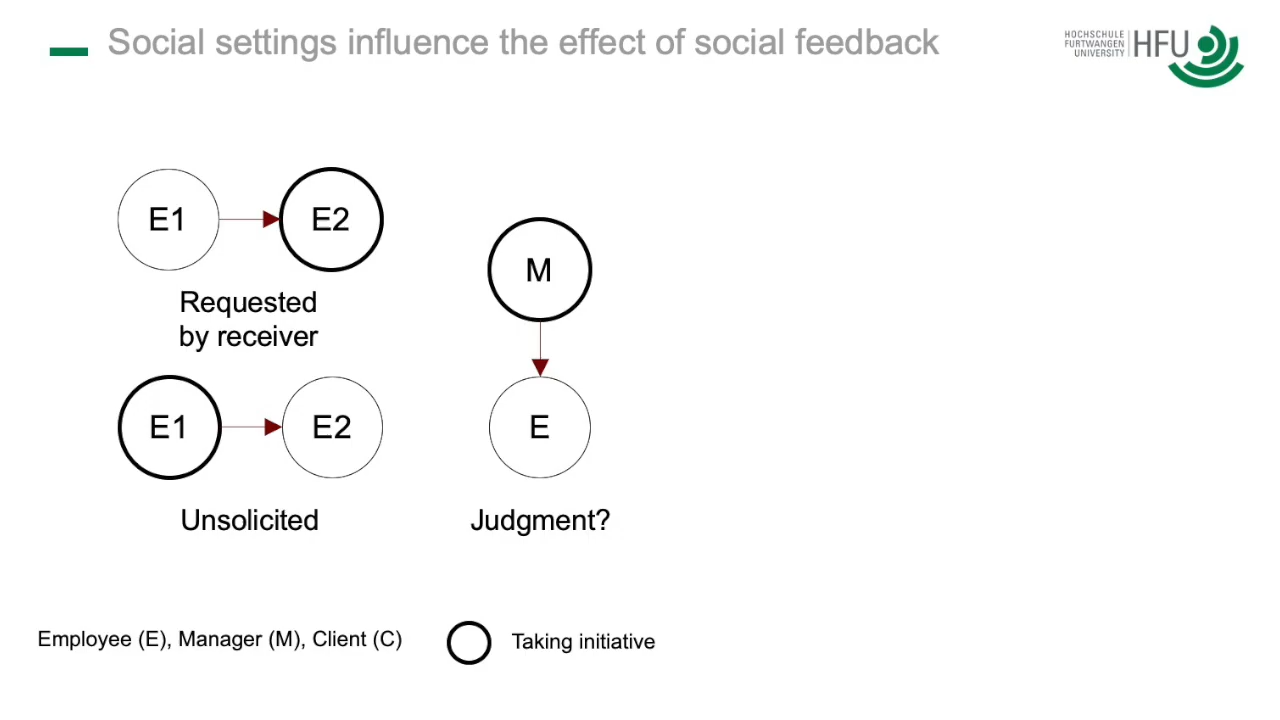 Social settings influence the effect of social feedback
HOCHSCHULE
FURTWANGEN
UNIVERSITY
HFU
E1
E2
Requested
by receiver
M
E1
E2
E
Unsolicited
Judgment?
Employee (E), Manager (M), Client (C)
Taking initiative